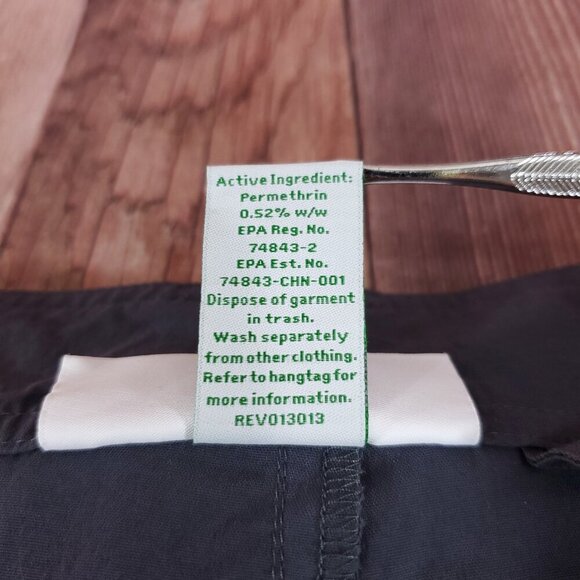 Active Ingredient:
Permethrin
0.52% w/w
EPA Reg. No.
74843-2
EPA Est. No.
74843-CHN-001
Dispose of garment
in trash.
Wash separately
from other clothing.
Refer to hangtag for
more information.
REV013013